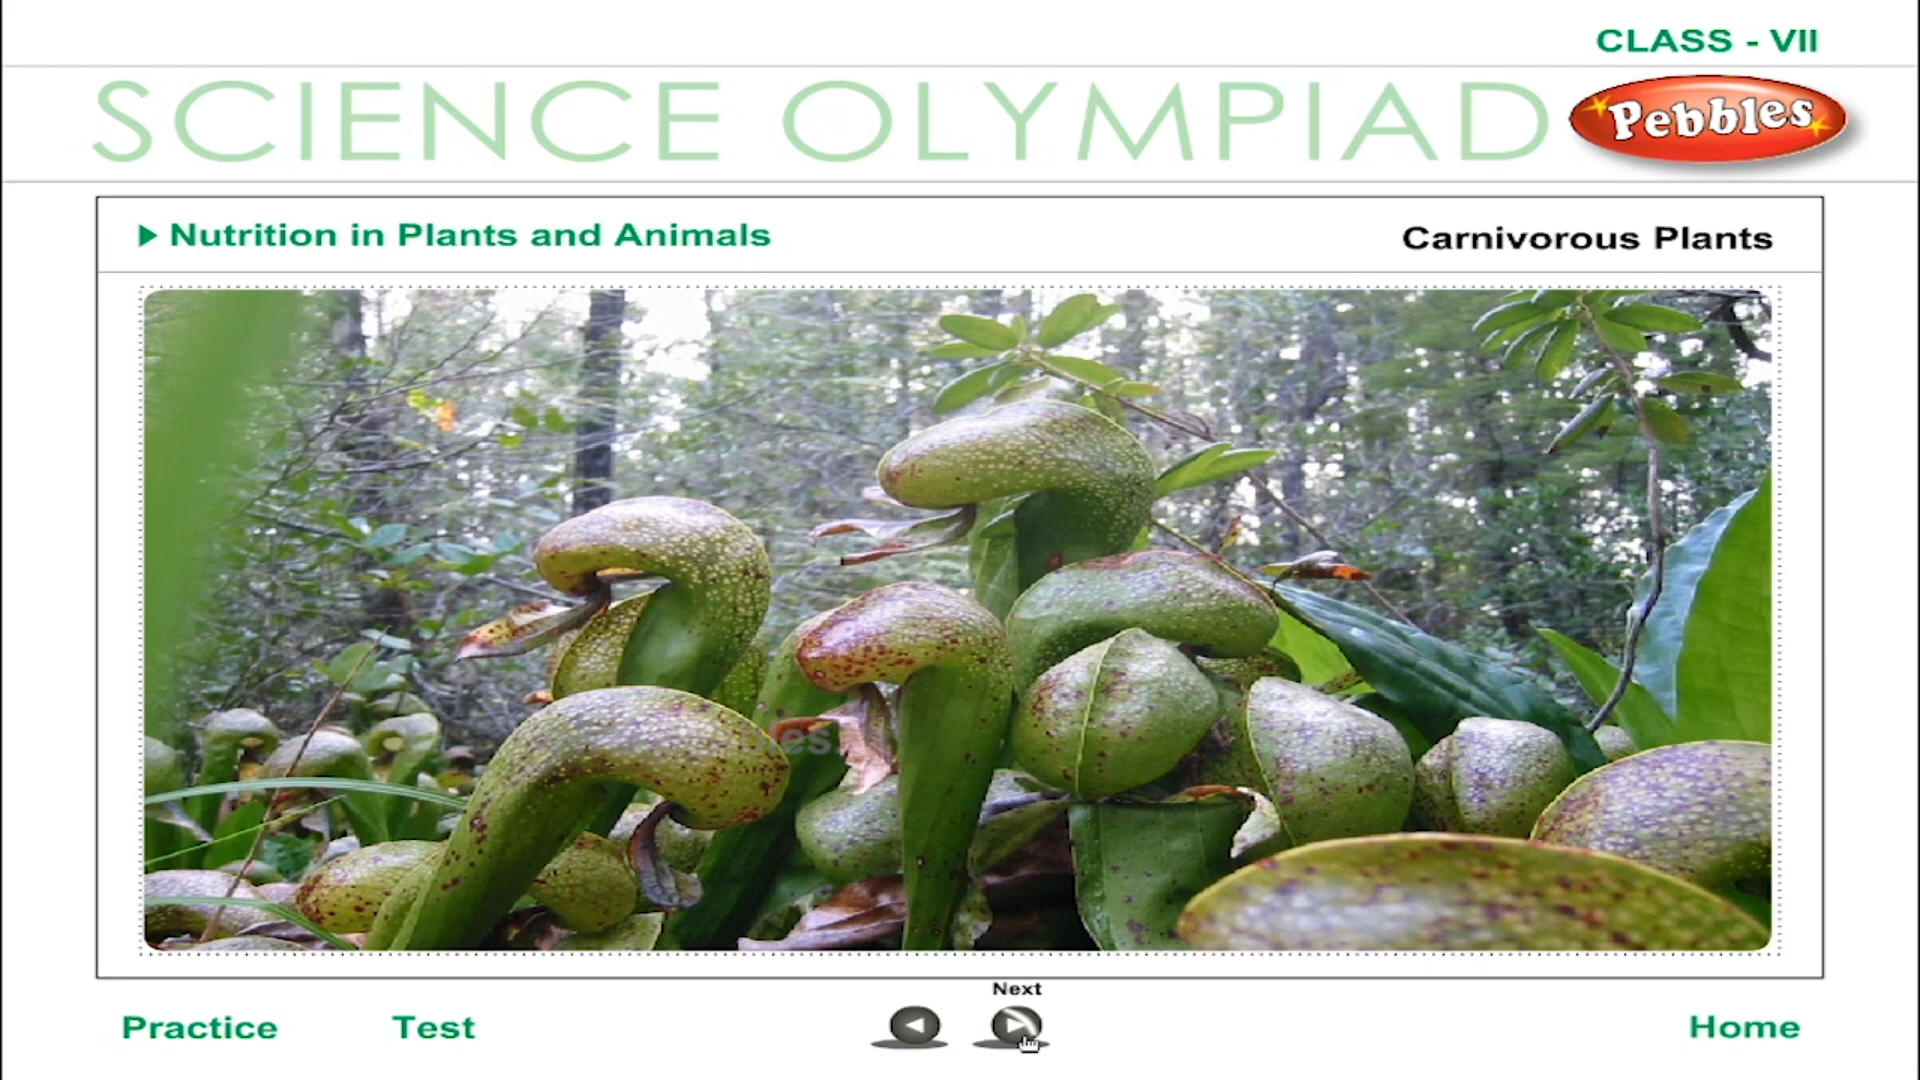 CLASS - VII
SCIENCE OLYMPIAD
Pebbles
Nutrition in Plants and Animals
Carnivorous Plants
Next
Practice
Test
Home